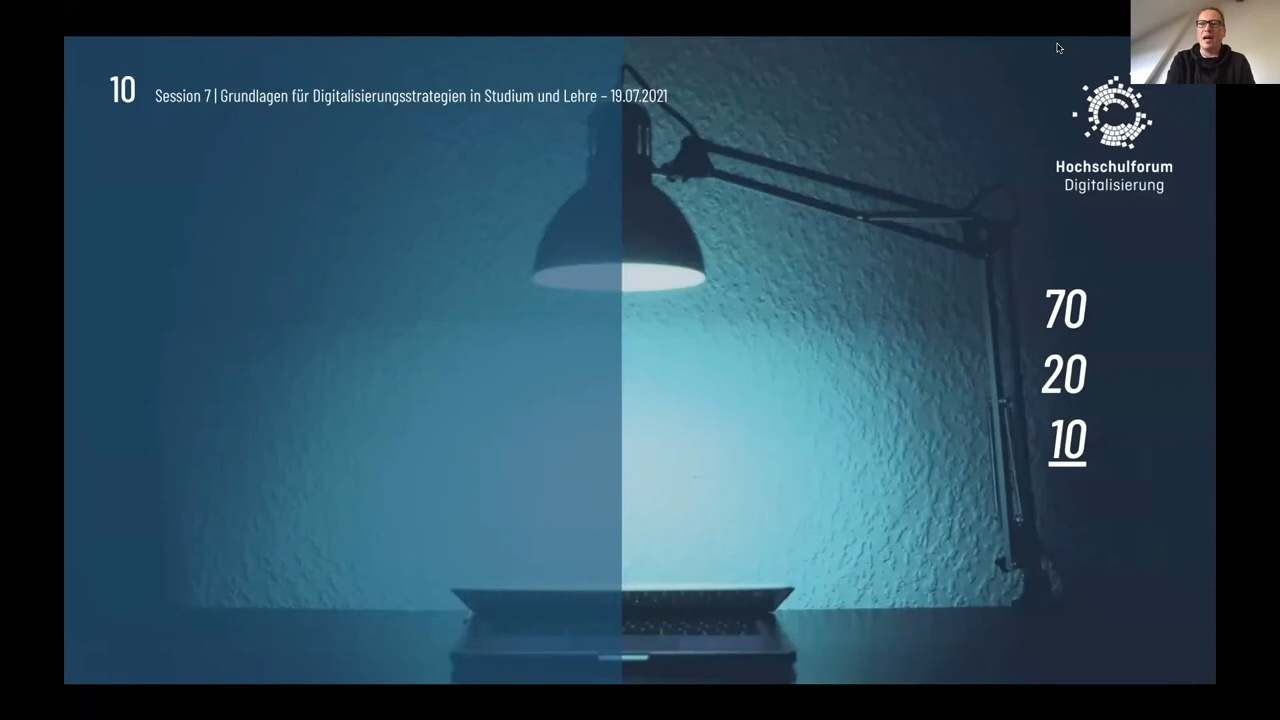 10 Session 7 | Grundlagen für Digitalisierungsstrategien in Studium und Lehre – 19.07.2021
Hochschulforum
Digitalisierung
70
20
10